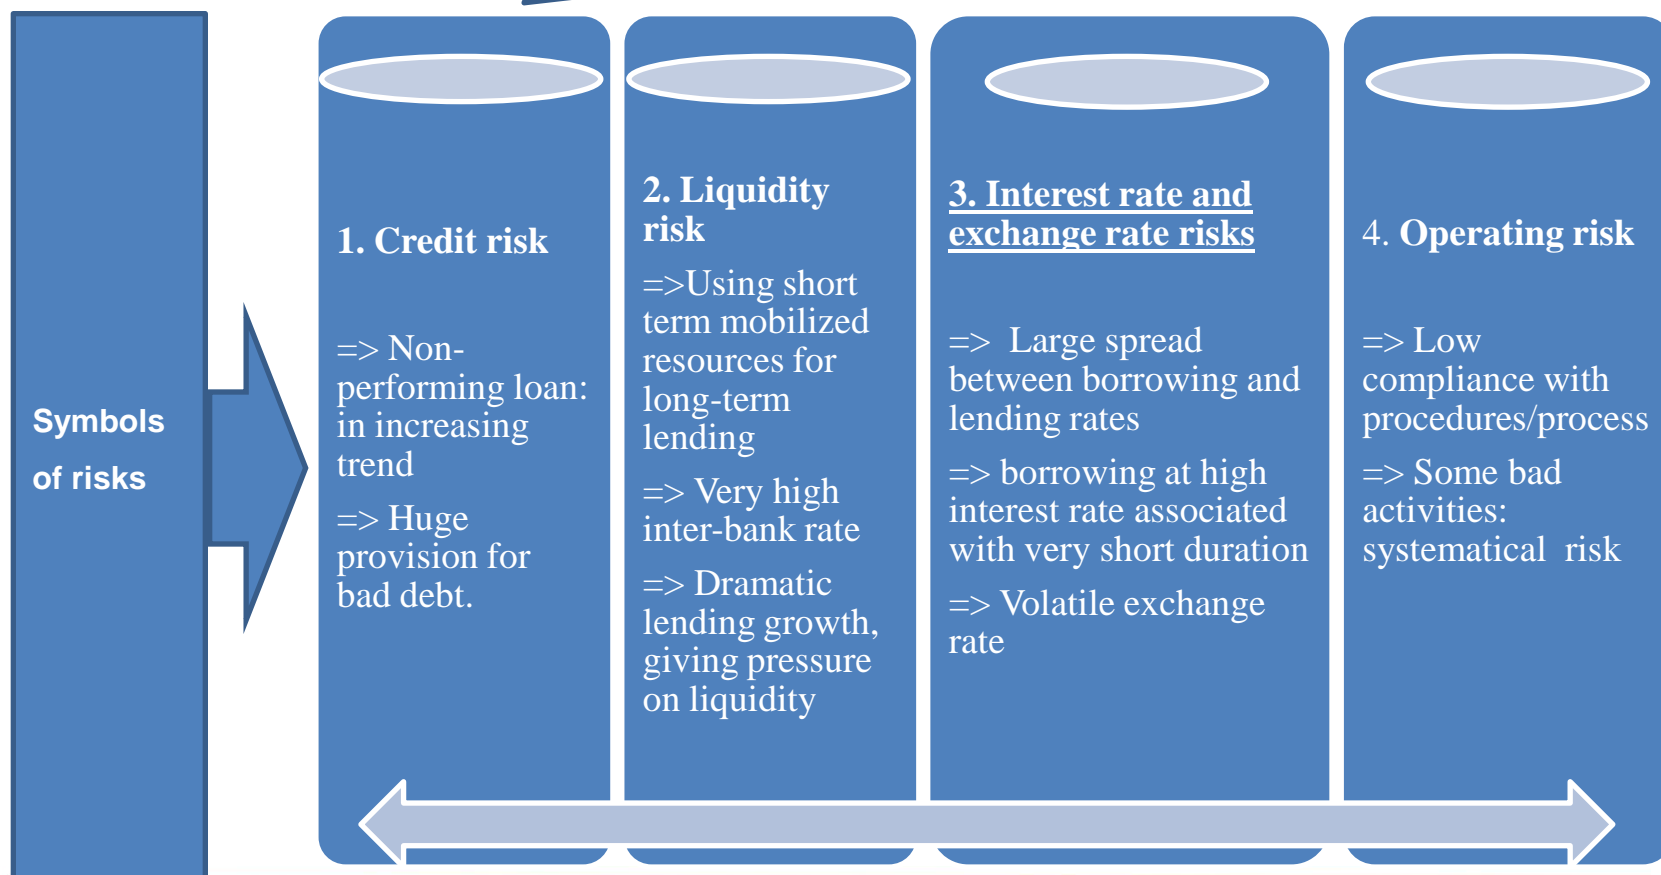 Symbols
of risks
1. Credit risk
=> Non-
performing loan:
in increasing
trend
=> Huge
provision for
bad debt.
2. Liquidity
risk
=>Using short
term mobilized
resources for
long-term
lending
=> Very high
inter-bank rate
=> Dramatic
lending growth,
giving pressure
on liquidity
3. Interest rate and
exchange rate risks
=> Large spread
between borrowing and
lending rates
=> borrowing at high
interest rate associated
with very short duration
=> Volatile exchange
rate
4. Operating risk
=> Low
compliance with
procedures/process
=> Some bad
activities:
systematical risk